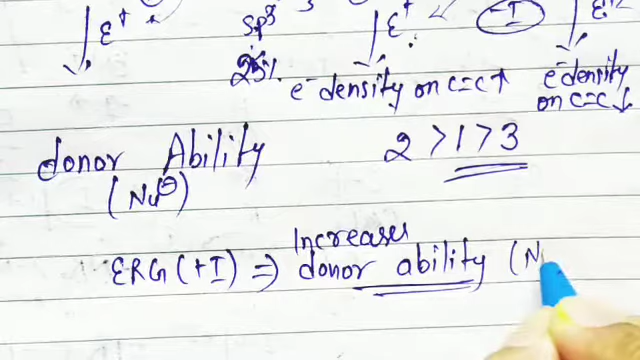 ε⁺ sp³ ε⁺ -I ε⁺
25%
e⁻ density on c=c ↑ e⁻density
on c=c ↓
donor Ability 2 > 1 > 3
(Nu⊖)
Increases
ERG (+I) ⇒ donor ability (N